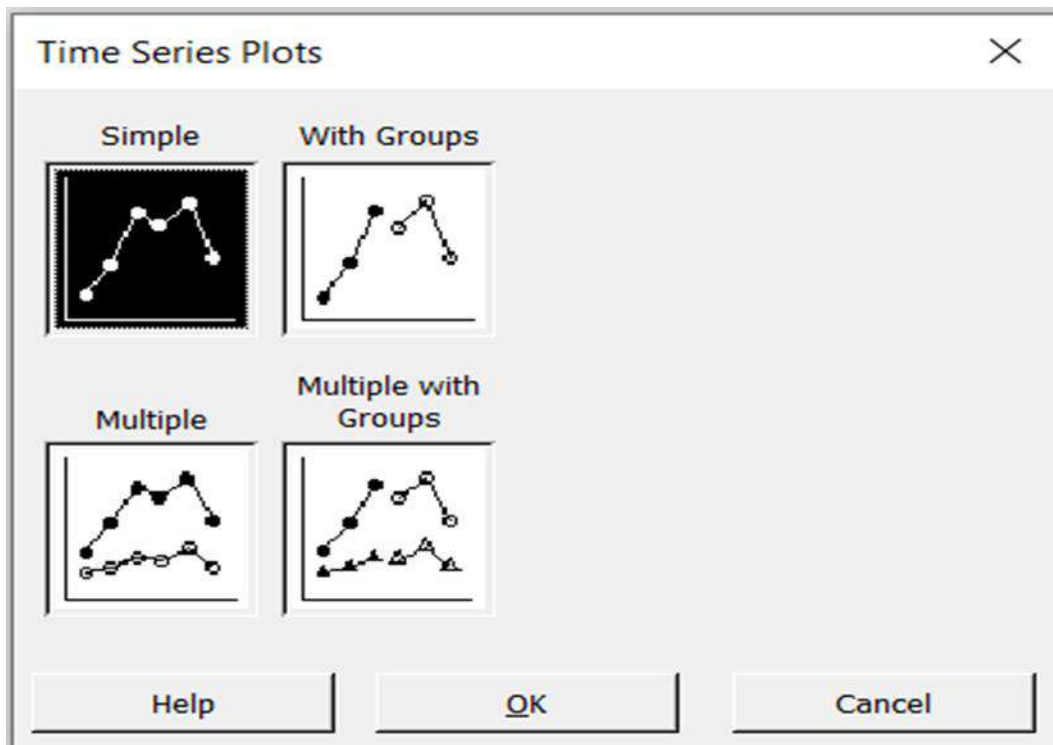 Time Series Plots
Simple
With Groups
Multiple
Multiple with
Groups
Help
OK
Cancel